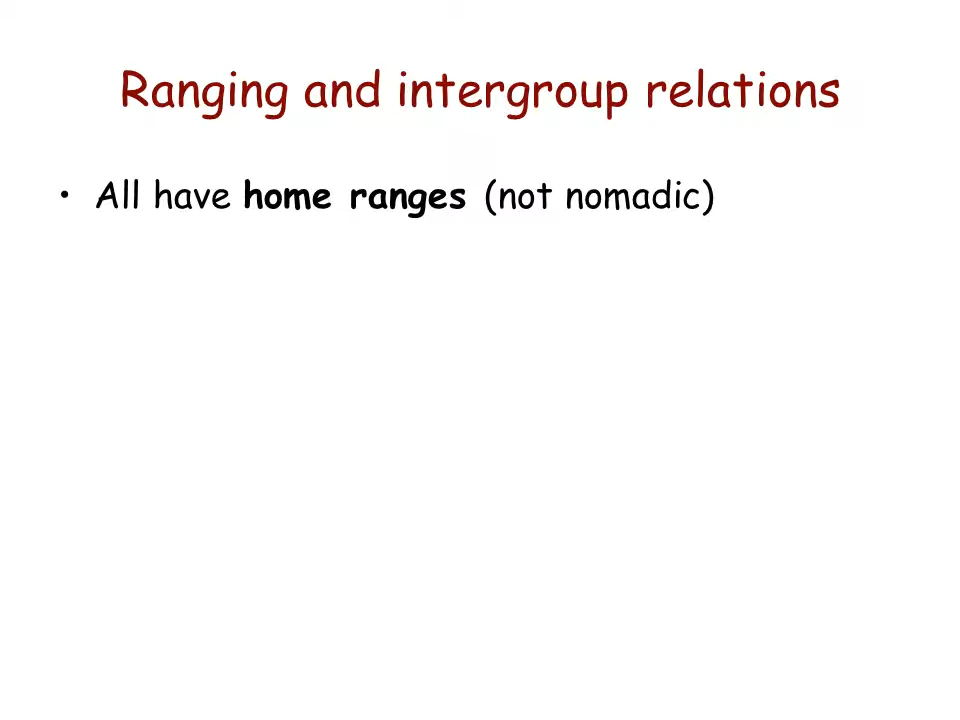 Ranging and intergroup relations
• All have home ranges (not nomadic)